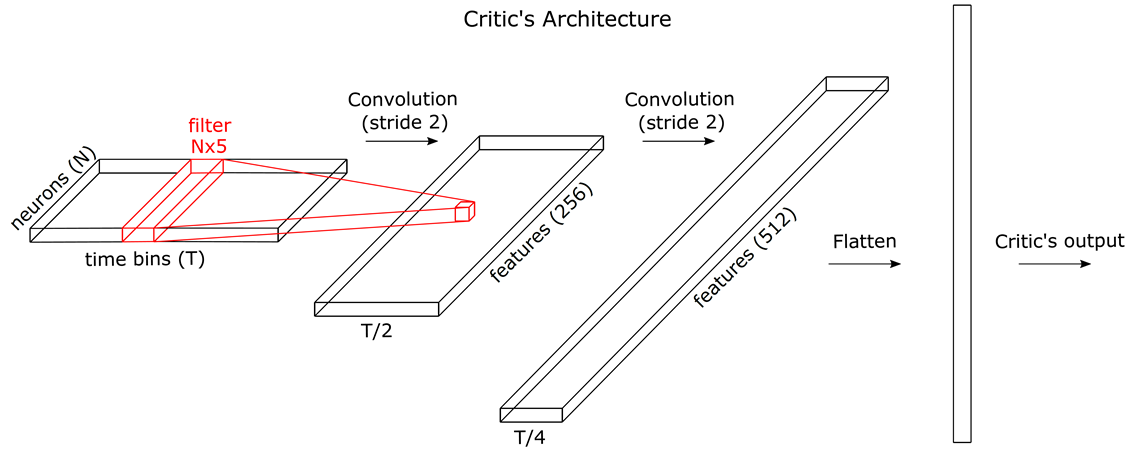 Critic's Architecture
neurons (N)
filter
Nx5
time bins (T)
Convolution
(stride 2)
T/2
features (256)
Convolution
(stride 2)
T/4
features (512)
Flatten
Critic's output